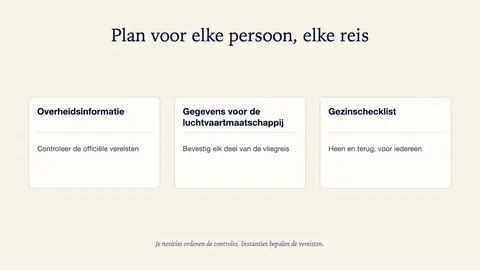 Plan voor elke persoon, elke reis
Overheidsinformatie
Controleer de officiële vereisten
Gegevens voor de
luchtvaartmaatschappij
Bevestig elk deel van de vliegreis
Gezinschecklist
Heen en terug, voor iedereen
Je notities ordenen de controles. Instanties bepalen de vereisten.